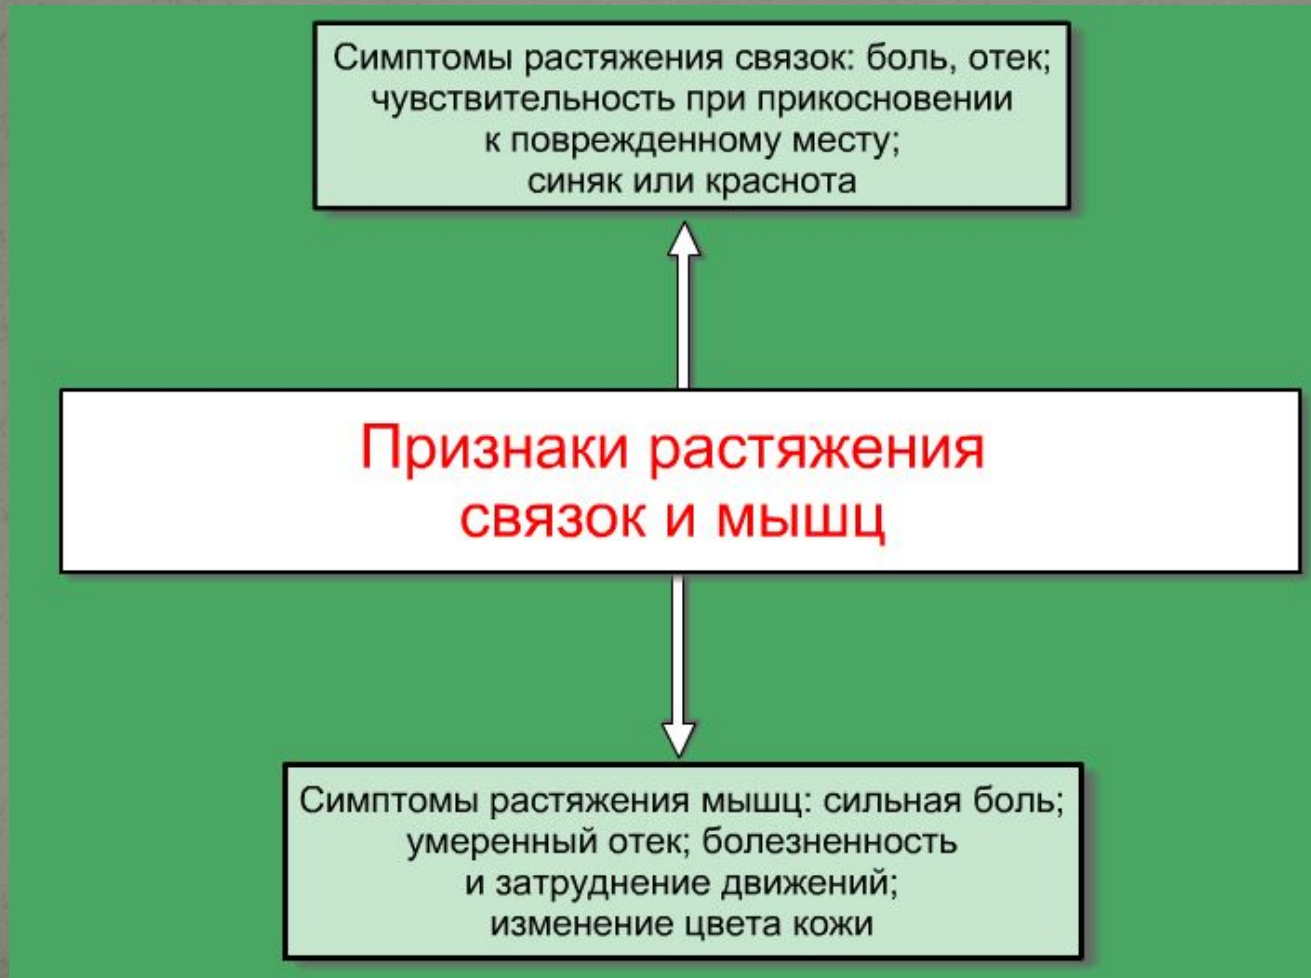 Симптомы растяжения связок: боль, отек;
чувствительность при прикосновении
к поврежденному месту;
синяк или краснота
Признаки растяжения
связок и мышц
Симптомы растяжения мышц: сильная боль;
умеренный отек; болезненность
и затруднение движений;
изменение цвета кожи